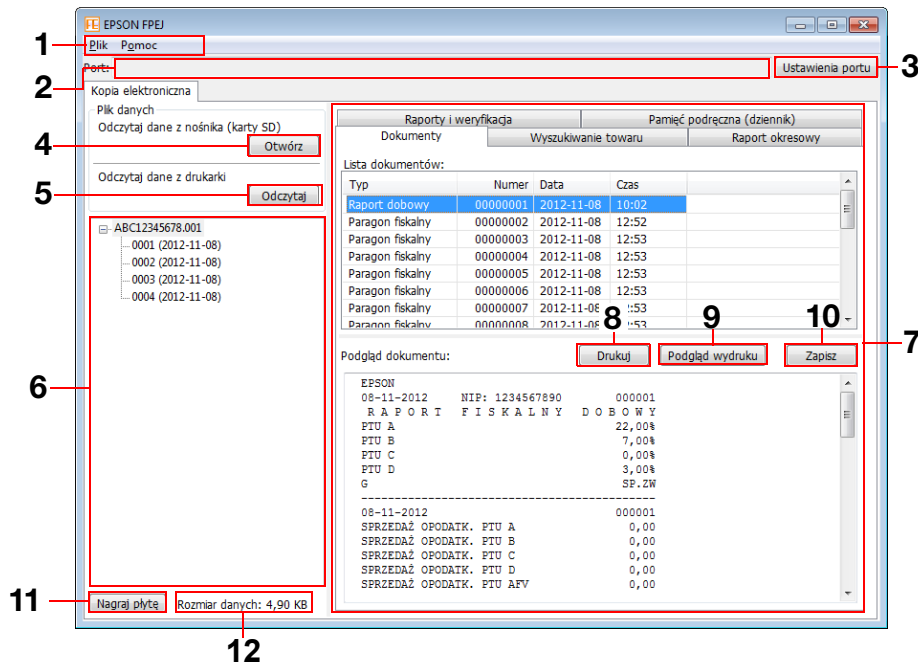 EPSON FPEJ
1
Plik Pomoc
2
Port:
Ustawienia portu
3
Kopia elektroniczna
Plik danych
Odczytaj dane z nośnika (karty SD)
4
Otwórz
Odczytaj dane z drukarki
5
Odczytaj
6
ABC12345678.001
0001 (2012-11-08)
0002 (2012-11-08)
0003 (2012-11-08)
0004 (2012-11-08)
Raporty i weryfikacja Pamięć podręczna (dziennik)
Dokumenty Wyszukiwanie towaru Raport okresowy
Lista dokumentów:
Typ Numer Data Czas
Raport dobowy 00000001 2012-11-08 10:02
Paragon fiskalny 00000002 2012-11-08 12:52
Paragon fiskalny 00000003 2012-11-08 12:53
Paragon fiskalny 00000004 2012-11-08 12:53
Paragon fiskalny 00000005 2012-11-08 12:53
Paragon fiskalny 00000006 2012-11-08 12:53
Paragon fiskalny 00000007 2012-11-08 :53
Paragon fiskalny 00000008 2012-11-08 :53
7
8 9 10
Podgląd dokumentu: Drukuj Podgląd wydruku Zapisz
EPSON
08-11-2012 NIP: 1234567890 000001
R A P O R T F I S K A L N Y D O B O W Y
PTU A 22,00%
PTU B 7,00%
PTU C 0,00%
PTU D 3,00%
G SP.ZW
------------------------------------------
08-11-2012 000001
SPRZEDAŻ OPODATK. PTU A 0,00
SPRZEDAŻ OPODATK. PTU B 0,00
SPRZEDAŻ OPODATK. PTU C 0,00
SPRZEDAŻ OPODATK. PTU D 0,00
SPRZEDAŻ OPODATK. PTU AFV 0,00
11
Nagraj płytę
Rozmiar danych: 4,90 KB
12